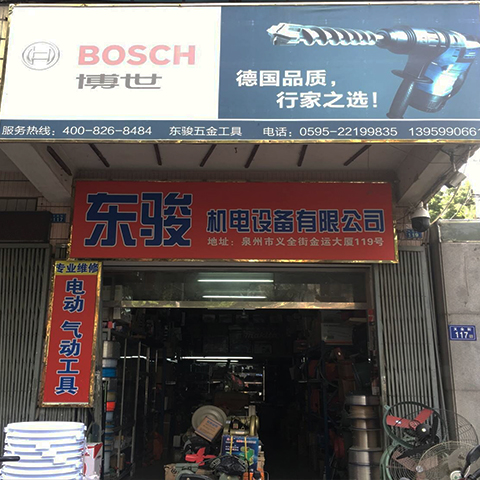 BOSCH
博世
德国品质，
行家之选！
服务热线：400-826-8484 东骏五金工具 电话：0595-22199835 1395990661
东骏 机电设备有限公司
地址：泉州市义全街金运大厦119号
专业维修
电动 气动工具
117